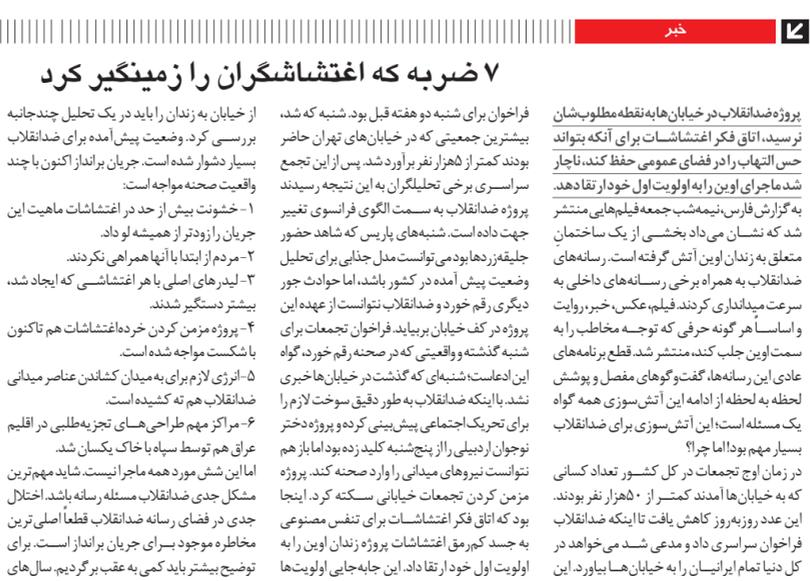 خبر
۷ ضربه که اغتشاشگران را زمینگیر کرد
پروژه ضدانقلاب در خیابان‌ها به نقطه مطلوب‌شان
نرسید، اتاق فکر اغتشاشات برای آنکه بتواند
حس التهاب را در فضای عمومی حفظ کند، ناچار
شد ماجرای اوین را به اولویت اول خود ارتقا دهد.
به گزارش فارس، نیمه‌شب جمعه فیلم‌هایی منتشر
شد که نشان می‌داد بخشی از یک ساختمانِ
متعلق به زندان اوین آتش گرفته است. رسانه‌های
ضدانقلاب به همراه برخی رسانه‌های داخلی به
سرعت میدانداری کردند. فیلم، عکس، خبر، روایت
و اساساً هر گونه حرفی که توجه مخاطب را به
سمت اوین جلب کند، منتشر شد. قطع برنامه‌های
عادی این رسانه‌ها، گفت‌وگوهای مفصل و پوشش
لحظه به لحظه از ادامه این آتش‌سوزی همه گواه
یک مسئله است؛ این آتش‌سوزی برای ضدانقلاب
بسیار مهم بود! اما چرا؟
در زمان اوج تجمعات در کل کشور تعداد کسانی
که به خیابان‌ها آمدند کمتر از ۵۰هزار نفر بودند.
این عدد روزبه‌روز کاهش یافت تا اینکه ضدانقلاب
فراخوان سراسری داد و مدعی شد می‌خواهد در
کل دنیا تمام ایرانیان را به خیابان‌ها بیاورد. این
فراخوان برای شنبه دو هفته قبل بود. شنبه که شد،
بیشترین جمعیتی که در خیابان‌های تهران حاضر
بودند کمتر از ۵هزار نفر برآورد شد. پس از این تجمع
سراسری برخی تحلیلگران به این نتیجه رسیدند
پروژه ضدانقلاب به سمت الگوی فرانسوی تغییر
جهت داده است. شنبه‌های پاریس که شاهد حضور
جلیقه‌زردها بود می‌توانست مدل جذابی برای تحلیل
وضعیت پیش آمده در کشور باشد، اما حوادث جور
دیگری رقم خورد و ضدانقلاب نتوانست از عهده این
پروژه در کف خیابان بربیاید. فراخوان تجمعات برای
شنبه گذشته و واقعیتی که در صحنه رقم خورد، گواه
این ادعاست؛ شنبه‌ای که گذشت در خیابان‌ها خبری
نشد. با اینکه ضدانقلاب به طور دقیق سوخت لازم را
برای تحریک اجتماعی پیش‌بینی کرده و پروژه دختر
نوجوان اردبیلی را از پنج‌شنبه کلید زده بود اما باز هم
نتوانست نیروهای میدانی را وارد صحنه کند. پروژه
مزمن کردن تجمعات خیابانی سکته کرد. اینجا
بود که اتاق فکر اغتشاشات برای تنفس مصنوعی
به جسد کم‌رمق اغتشاشات پروژه زندان اوین را به
اولویت اول خود ارتقا داد. این جابه‌جایی اولویت‌ها
از خیابان به زندان را باید در یک تحلیل چندجانبه
بررسی کرد. وضعیت پیش‌آمده برای ضدانقلاب
بسیار دشوار شده است. جریان برانداز اکنون با چند
واقعیت صحنه مواجه است:
۱- خشونت بیش از حد در اغتشاشات ماهیت این
جریان را زودتر از همیشه لو داد.
۲- مردم از ابتدا با آنها همراهی نکردند.
۳- لیدرهای اصلی با هر اغتشاشی که ایجاد شد،
بیشتر دستگیر شدند.
۴- پروژه مزمن کردن خرده‌اغتشاشات هم تاکنون
با شکست مواجه شده است.
۵- انرژی لازم برای به میدان کشاندن عناصر میدانی
ضدانقلاب هم ته کشیده است.
۶- مراکز مهم طراحی‌های تجزیه‌طلبی در اقلیم
عراق هم توسط سپاه با خاک یکسان شد.
اما این شش مورد همه ماجرا نیست. شاید مهم‌ترین
مشکل جدی ضدانقلاب مسئله رسانه باشد. اختلال
جدی در فضای رسانه ضدانقلاب قطعاً اصلی‌ترین
مخاطره موجود برای جریان برانداز است. برای
توضیح بیشتر باید کمی به عقب برگردیم. سال‌های